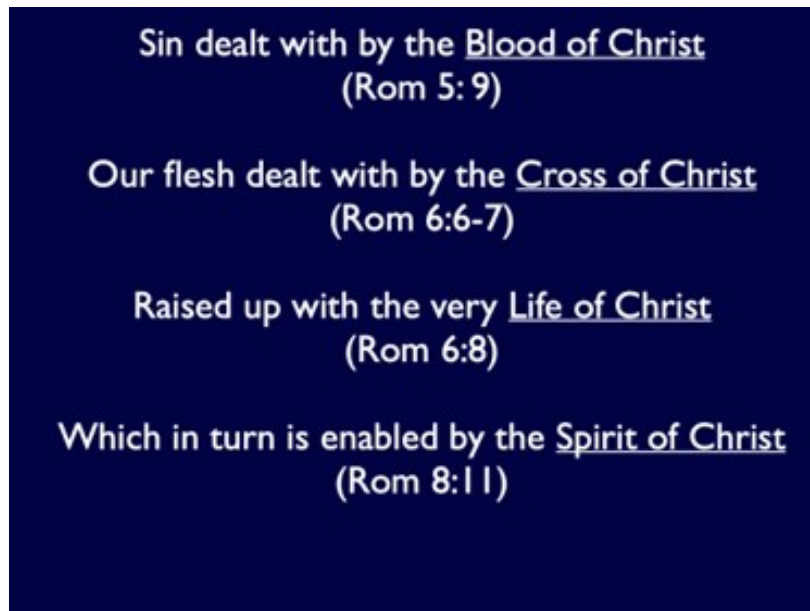 Sin dealt with by the Blood of Christ
(Rom 5: 9)
Our flesh dealt with by the Cross of Christ
(Rom 6:6-7)
Raised up with the very Life of Christ
(Rom 6:8)
Which in turn is enabled by the Spirit of Christ
(Rom 8:11)